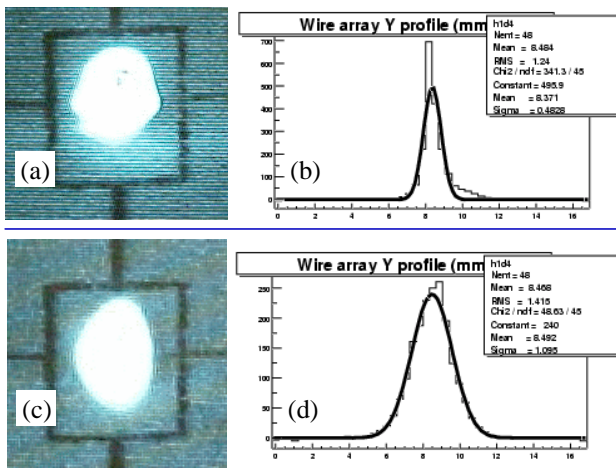 (a)
Wire array Y profile (mm
h1d4
Nent = 48
Mean = 8.484
RMS = 1.24
Chi2 / ndf = 341.3 / 45
Constant = 495.9
Mean = 8.371
Sigma = 0.4828
700
600
500
400
300
200
100
0
0 2 4 6 8 10 12 14 16
(b)
(c)
Wire array Y profile (mm
h1d4
Nent = 48
Mean = 8.468
RMS = 1.415
Chi2 / ndf = 48.63 / 45
Constant = 240
Mean = 8.492
Sigma = 1.095
250
200
150
100
50
0
0 2 4 6 8 10 12 14 16
(d)